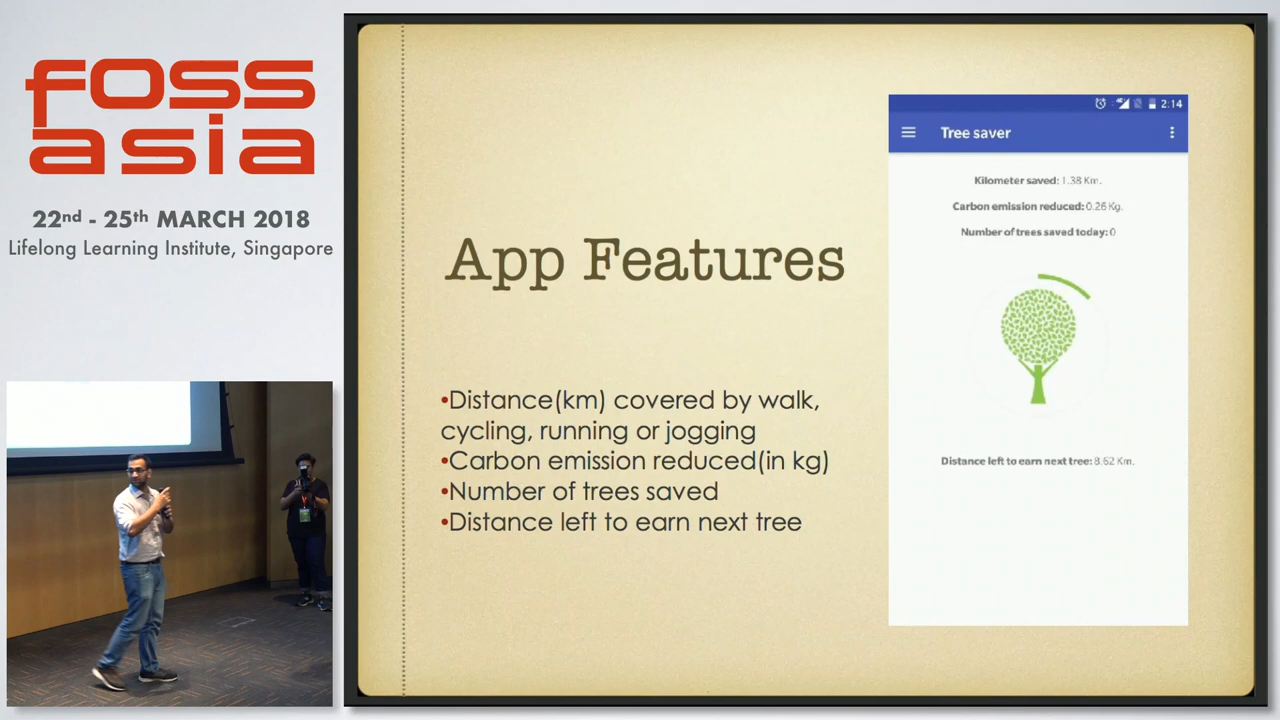 foss
asia
22nd - 25th MARCH 2018
Lifelong Learning Institute, Singapore
App Features
•Distance(km) covered by walk,
cycling, running or jogging
•Carbon emission reduced(in kg)
•Number of trees saved
•Distance left to earn next tree
2:14
Tree saver
Kilometer saved: 1.38 Km.
Carbon emission reduced: 0.26 Kg.
Number of trees saved today: 0
Distance left to earn next tree: 8.62 Km.